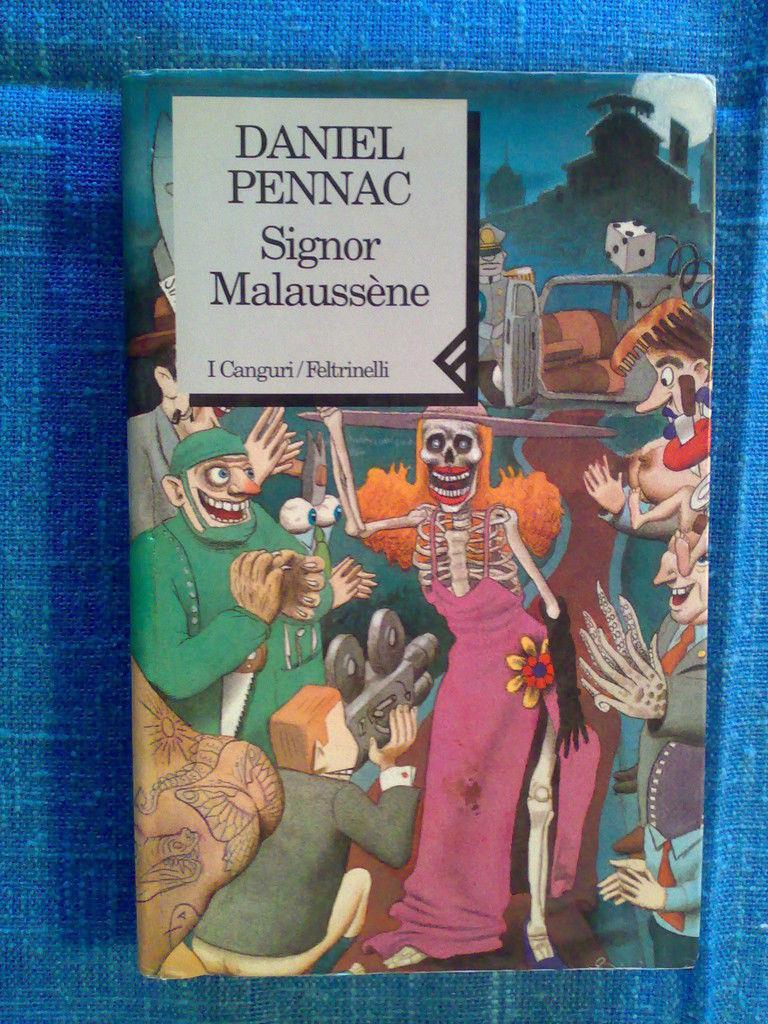 DANIEL
PENNAC
Signor
Malaussène
I Canguri/Feltrinelli